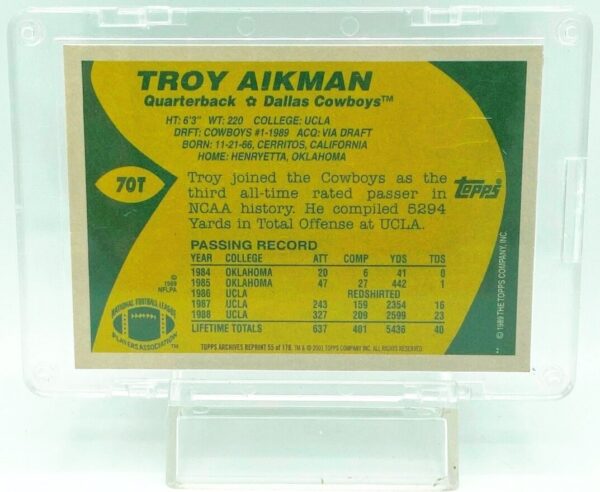 TROY AIKMAN
Quarterback ✪ Dallas Cowboys™
HT: 6'3" WT: 220 COLLEGE: UCLA
DRFT: COWBOYS #1-1989 ACQ: VIA DRAFT
BORN: 11-21-66, CERRITOS, CALIFORNIA
HOME: HENRYETTA, OKLAHOMA
70T
Troy joined the Cowboys as the
third all-time rated passer in
NCAA history. He compiled 5294
Yards in Total Offense at UCLA.
Topps
PASSING RECORD
YEAR COLLEGE ATT COMP YDS TDS
1984 OKLAHOMA 20 6 41 0
1985 OKLAHOMA 47 27 442 1
1986 UCLA REDSHIRTED
1987 UCLA 243 159 2354 16
1988 UCLA 327 209 2599 23
LIFETIME TOTALS 637 401 5436 40
© 1989 NFLPA
NATIONAL FOOTBALL LEAGUE
PLAYERS ASSOCIATION ™
© 1989 THE TOPPS COMPANY, INC.
TOPPS ARCHIVES REPRINT 55 of 178 TM & © 2001 TOPPS COMPANY INC. ALL RIGHTS RESERVED.